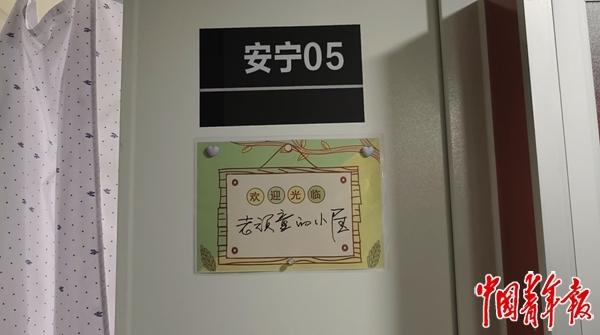 安宁05
欢迎光临
老顽童的小屋
中国青年报